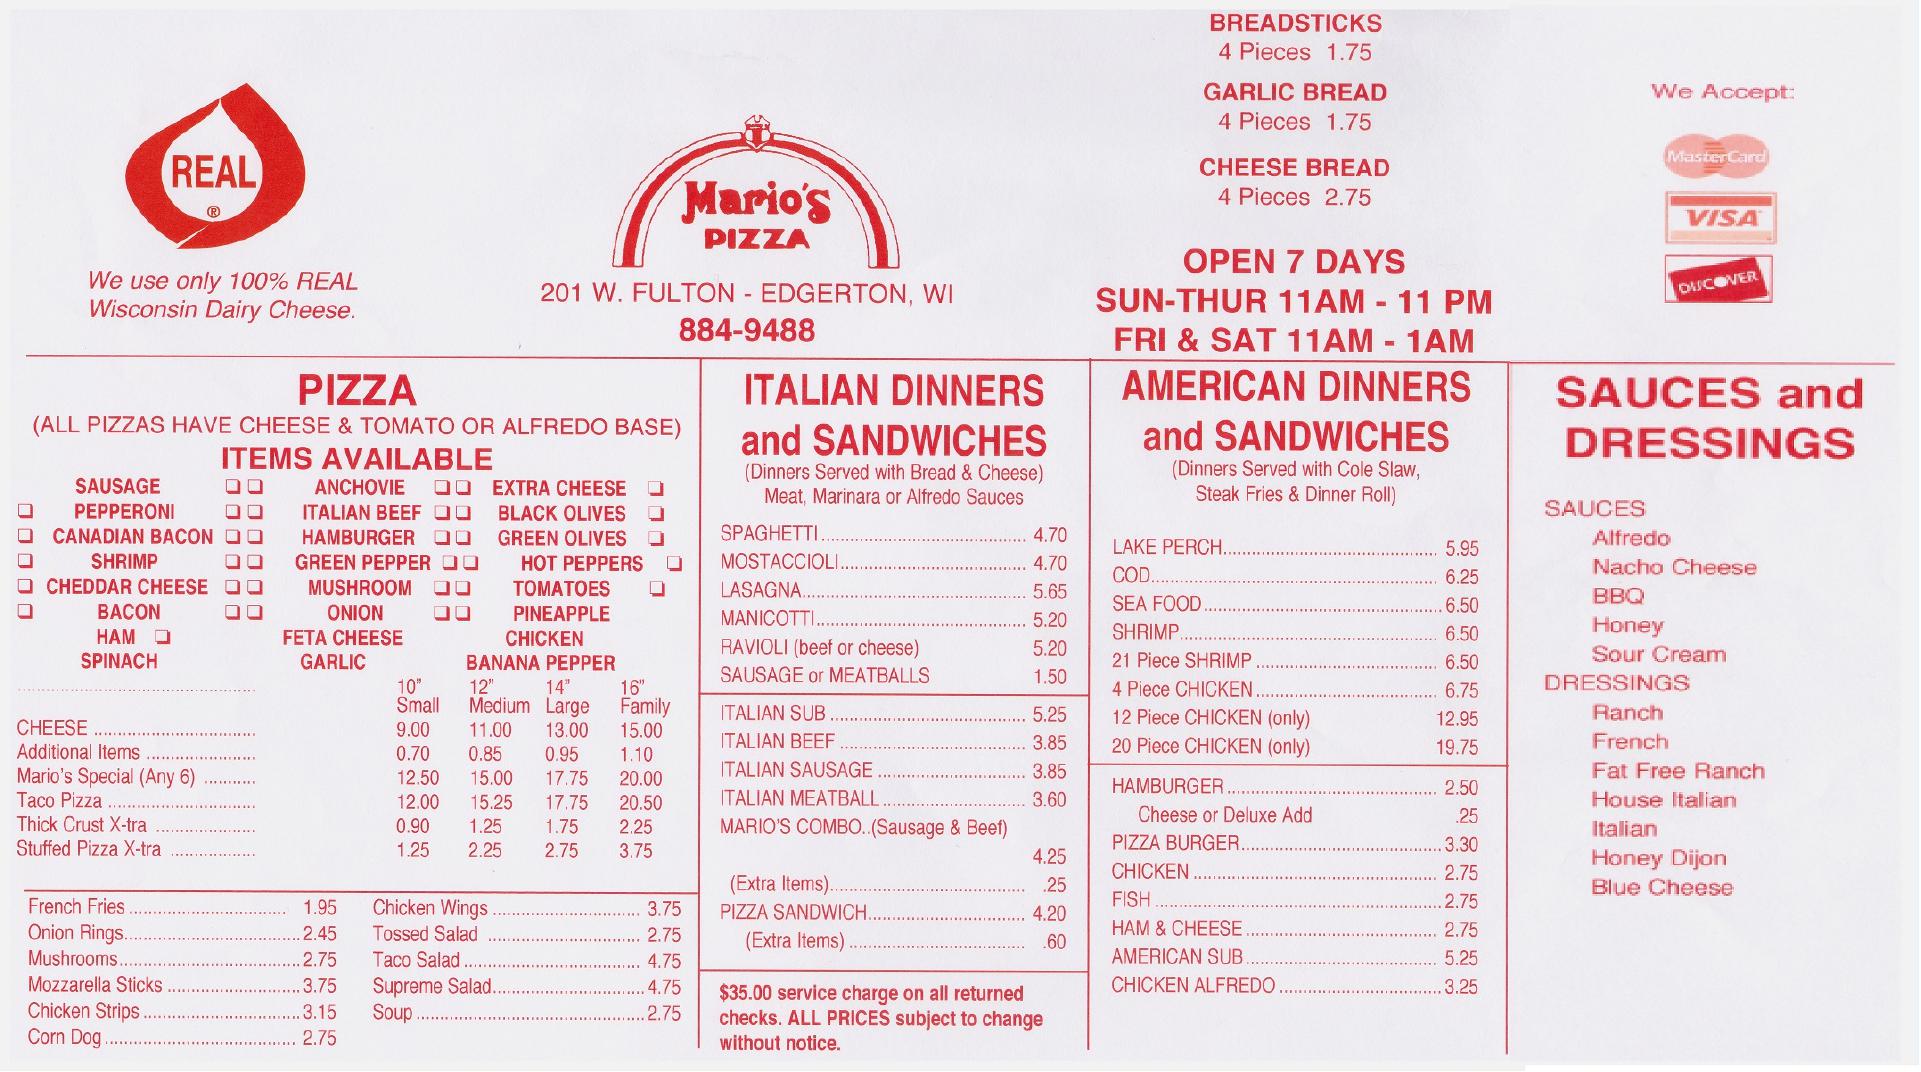 BREADSTICKS
4 Pieces 1.75
GARLIC BREAD
4 Pieces 1.75
CHEESE BREAD
4 Pieces 2.75
OPEN 7 DAYS
SUN-THUR 11AM - 11 PM
FRI & SAT 11AM - 1AM
We Accept:
MasterCard
VISA
DISCOVER
REAL
®
We use only 100% REAL
Wisconsin Dairy Cheese.
Mario's
PIZZA
201 W. FULTON - EDGERTON, WI
884-9488
PIZZA
(ALL PIZZAS HAVE CHEESE & TOMATO OR ALFREDO BASE)
ITEMS AVAILABLE
SAUSAGE ANCHOVIE EXTRA CHEESE
PEPPERONI ITALIAN BEEF BLACK OLIVES
CANADIAN BACON HAMBURGER GREEN OLIVES
SHRIMP GREEN PEPPER HOT PEPPERS
CHEDDAR CHEESE MUSHROOM TOMATOES
BACON ONION PINEAPPLE
HAM FETA CHEESE CHICKEN
SPINACH GARLIC BANANA PEPPER
10" 12" 14" 16"
Small Medium Large Family
CHEESE 9.00 11.00 13.00 15.00
Additional Items 0.70 0.85 0.95 1.10
Mario's Special (Any 6) 12.50 15.00 17.75 20.00
Taco Pizza 12.00 15.25 17.75 20.50
Thick Crust X-tra 0.90 1.25 1.75 2.25
Stuffed Pizza X-tra 1.25 2.25 2.75 3.75
French Fries 1.95
Onion Rings 2.45
Mushrooms 2.75
Mozzarella Sticks 3.75
Chicken Strips 3.15
Corn Dog 2.75
Chicken Wings 3.75
Tossed Salad 2.75
Taco Salad 4.75
Supreme Salad 4.75
Soup 2.75
ITALIAN DINNERS
and SANDWICHES
(Dinners Served with Bread & Cheese)
Meat, Marinara or Alfredo Sauces
SPAGHETTI 4.70
MOSTACCIOLI 4.70
LASAGNA 5.65
MANICOTTI 5.20
RAVIOLI (beef or cheese) 5.20
SAUSAGE or MEATBALLS 1.50
ITALIAN SUB 5.25
ITALIAN BEEF 3.85
ITALIAN SAUSAGE 3.85
ITALIAN MEATBALL 3.60
MARIO'S COMBO..(Sausage & Beef)
4.25
(Extra Items) .25
PIZZA SANDWICH 4.20
(Extra Items) .60
$35.00 service charge on all returned
checks. ALL PRICES subject to change
without notice.
AMERICAN DINNERS
and SANDWICHES
(Dinners Served with Cole Slaw,
Steak Fries & Dinner Roll)
LAKE PERCH 5.95
COD 6.25
SEA FOOD 6.50
SHRIMP 6.50
21 Piece SHRIMP 6.50
4 Piece CHICKEN 6.75
12 Piece CHICKEN (only) 12.95
20 Piece CHICKEN (only) 19.75
HAMBURGER 2.50
Cheese or Deluxe Add .25
PIZZA BURGER 3.30
CHICKEN 2.75
FISH 2.75
HAM & CHEESE 2.75
AMERICAN SUB 5.25
CHICKEN ALFREDO 3.25
SAUCES and
DRESSINGS
SAUCES
Alfredo
Nacho Cheese
BBQ
Honey
Sour Cream
DRESSINGS
Ranch
French
Fat Free Ranch
House Italian
Italian
Honey Dijon
Blue Cheese